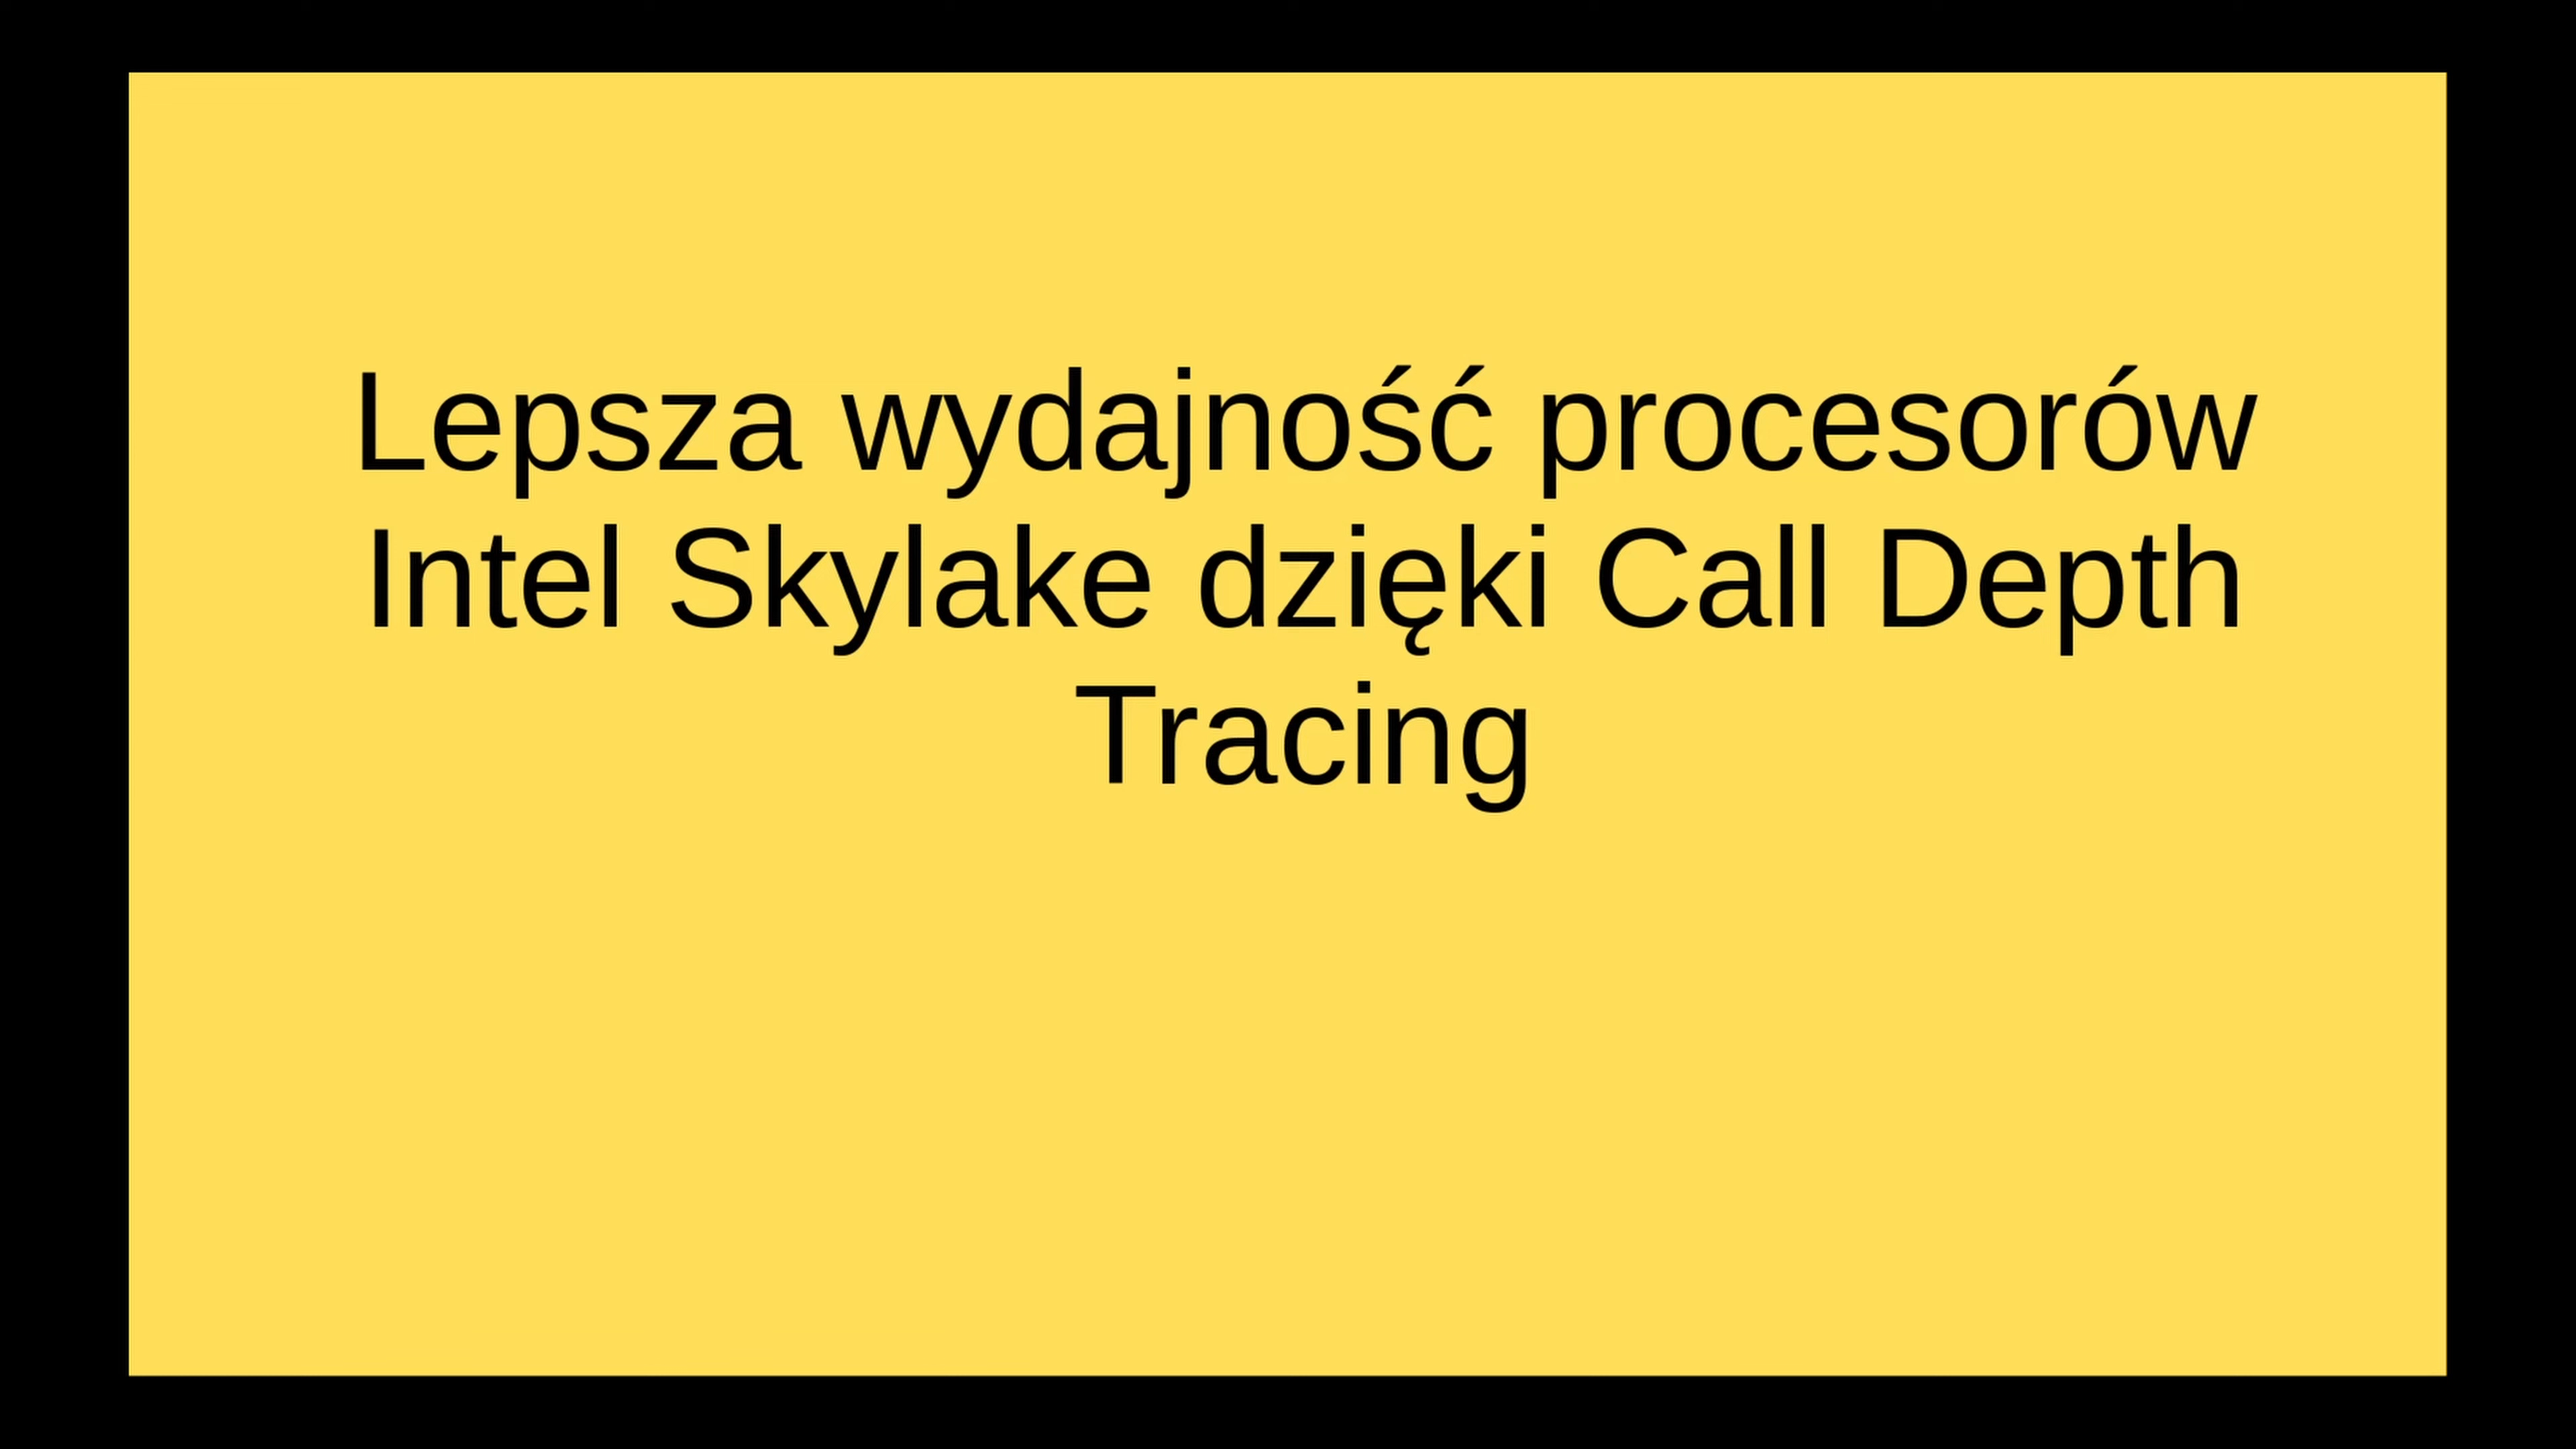 Lepsza wydajność procesorów
Intel Skylake dzięki Call Depth
Tracing